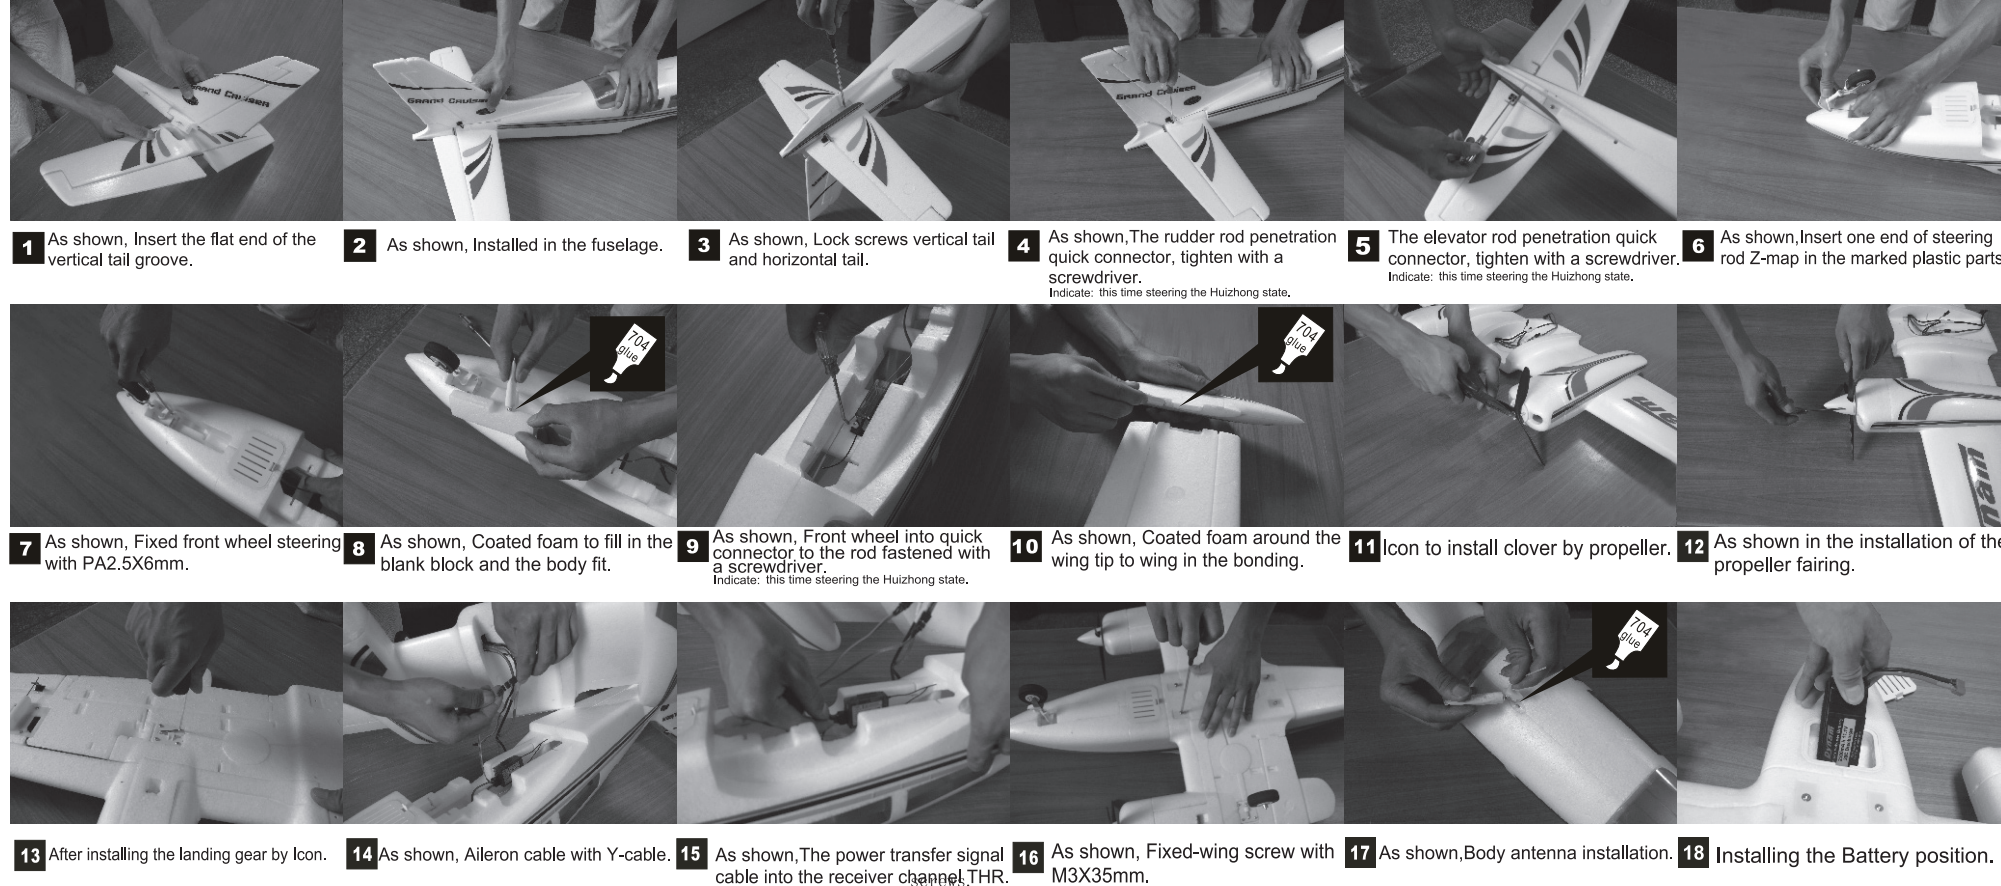 Grand Cruiser
Grand Cruiser
Grand Cruiser
1 As shown, Insert the flat end of the
vertical tail groove.
2 As shown, Installed in the fuselage.
3 As shown, Lock screws vertical tail
and horizontal tail.
4 As shown,The rudder rod penetration
quick connector, tighten with a
screwdriver.
Indicate: this time steering the Huizhong state.
5 The elevator rod penetration quick
connector, tighten with a screwdriver.
Indicate: this time steering the Huizhong state.
6 As shown,Insert one end of steering
rod Z-map in the marked plastic parts
704
glue
704
glue
7 As shown, Fixed front wheel steering
with PA2.5X6mm.
8 As shown, Coated foam to fill in the
blank block and the body fit.
9 As shown, Front wheel into quick
connector to the rod fastened with
a screwdriver.
Indicate: this time steering the Huizhong state.
10 As shown, Coated foam around the
wing tip to wing in the bonding.
11 Icon to install clover by propeller.
12 As shown in the installation of the
propeller fairing.
704
glue
13 After installing the landing gear by Icon.
14 As shown, Aileron cable with Y-cable.
15 As shown,The power transfer signal
cable into the receiver channel THR.
screws.
16 As shown, Fixed-wing screw with
M3X35mm.
17 As shown,Body antenna installation.
18 Installing the Battery position.